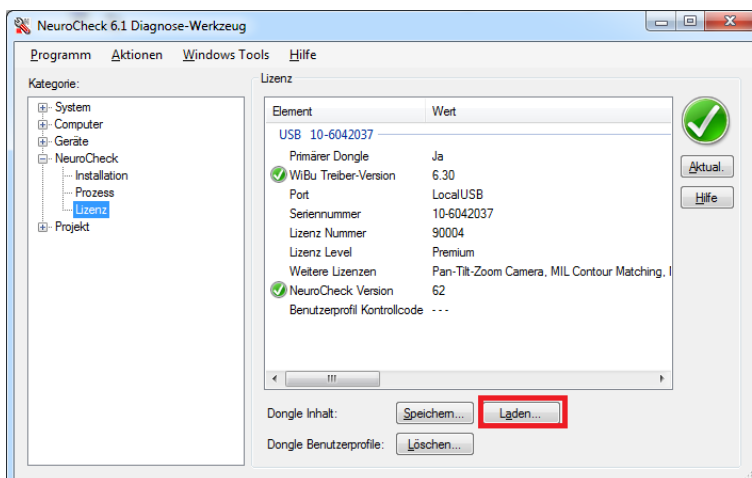 NeuroCheck 6.1 Diagnose-Werkzeug
Programm Aktionen Windows Tools Hilfe
Kategorie:
System
Computer
Geräte
NeuroCheck
Installation
Prozess
Lizenz
Projekt
Lizenz
Element Wert
USB 10-6042037
Primärer Dongle Ja
WiBu Treiber-Version 6.30
Port LocalUSB
Seriennummer 10-6042037
Lizenz Nummer 90004
Lizenz Level Premium
Weitere Lizenzen Pan-Tilt-Zoom Camera, MIL Contour Matching,
NeuroCheck Version 62
Benutzerprofil Kontrollcode - - -
Aktual.
Hilfe
Dongle Inhalt: Speichern... Laden...
Dongle Benutzerprofile: Löschen...